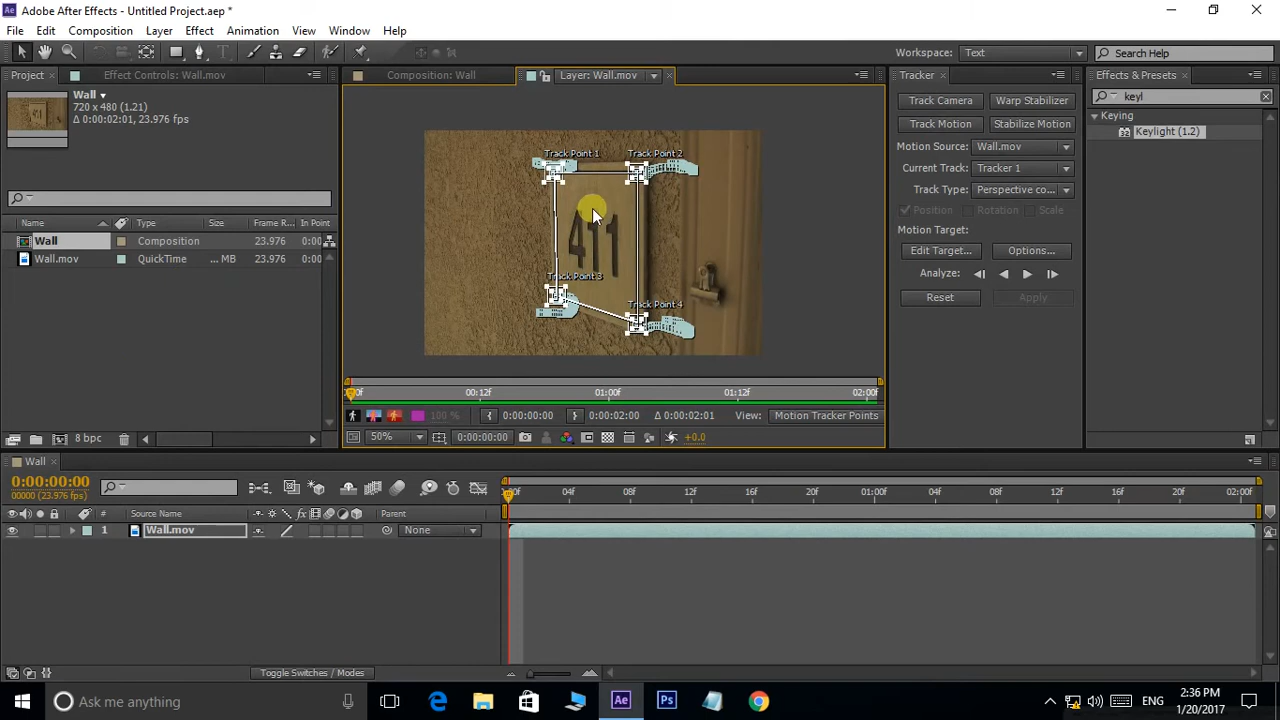 Adobe After Effects - Untitled Project.aep *
File Edit Composition Layer Effect Animation View Window Help
Workspace: Text Search Help
Project Effect Controls: Wall.mov Composition: Wall Layer: Wall.mov Tracker Effects & Presets
Wall
720 x 480 (1.21)
Δ 0:00:02:01, 23.976 fps
Track Camera Warp Stabilizer keyl
Track Motion Stabilize Motion Keying
Keylight (1.2)
Motion Source: Wall.mov
Current Track: Tracker 1
Track Type: Perspective co...
Position Rotation Scale
Motion Target:
Edit Target... Options...
Analyze:
Reset Apply
Track Point 1 Track Point 2
411
Track Point 3
Track Point 4
Name Type Size Frame R... In Point
Wall Composition 23.976 0:00
Wall.mov QuickTime ... MB 0:00
00:12f 01:00f 01:12f 02:00f
100 % 0:00:00:00 0:00:02:00 Δ 0:00:02:01 View: Motion Tracker Points
50% 0:00:00:00 +0.0
8 bpc
Wall
0:00:00:00
00000 (23.976 fps)
04f 08f 12f 16f 20f 01:00f 04f 08f 12f 16f 20f 02:00f
# Source Name Parent
1 Wall.mov None
Toggle Switches / Modes
Ask me anything
Ae Ps
ENG
2:36 PM
1/20/2017